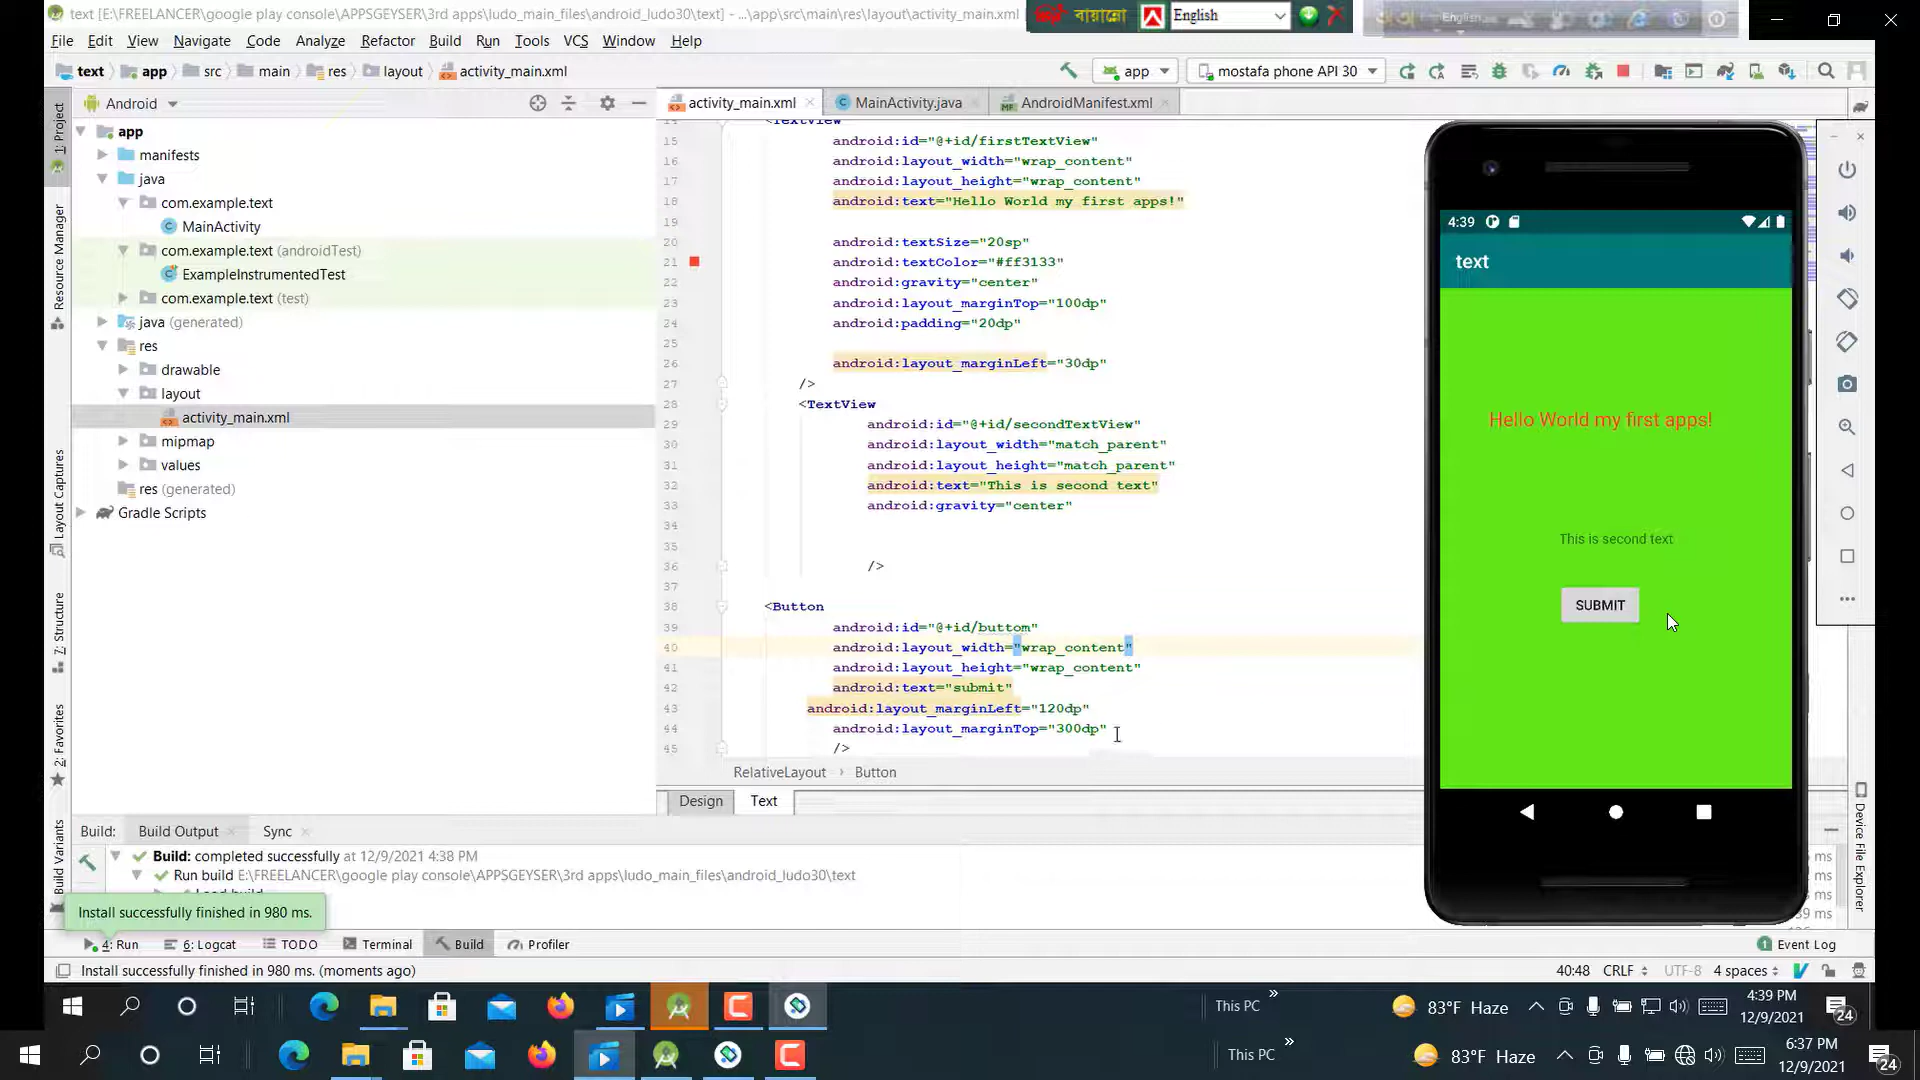 text [E:\FREELANCER\google play console\APPSGEYSER\3rd apps\ludo_main_files\android_ludo30\text] - ...\app\src\main\res\layout\activity_main.xml
বায়ান্নো
English
English
File Edit View Navigate Code Analyze Refactor Build Run Tools VCS Window Help
text app src main res layout activity_main.xml
app
mostafa phone API 30
Android
activity_main.xml
MainActivity.java
AndroidManifest.xml
1: Project
Resource Manager
Layout Captures
7: Structure
2: Favorites
Build Variants
app
manifests
java
com.example.text
MainActivity
com.example.text (androidTest)
ExampleInstrumentedTest
com.example.text (test)
java (generated)
res
drawable
layout
activity_main.xml
mipmap
values
res (generated)
Gradle Scripts
14 <TextView
15 android:id="@+id/firstTextView"
16 android:layout_width="wrap_content"
17 android:layout_height="wrap_content"
18 android:text="Hello World my first apps!"
19
20 android:textSize="20sp"
21 android:textColor="#ff3133"
22 android:gravity="center"
23 android:layout_marginTop="100dp"
24 android:padding="20dp"
25
26 android:layout_marginLeft="30dp"
27 />
28 <TextView
29 android:id="@+id/secondTextView"
30 android:layout_width="match_parent"
31 android:layout_height="match_parent"
32 android:text="This is second text"
33 android:gravity="center"
34
35
36 />
37
38 <Button
39 android:id="@+id/buttom"
40 android:layout_width="wrap_content"
41 android:layout_height="wrap_content"
42 android:text="submit"
43 android:layout_marginLeft="120dp"
44 android:layout_marginTop="300dp"
45 />
RelativeLayout › Button
Design Text
4:39
text
Hello World my first apps!
This is second text
SUBMIT
Device File Explorer
Build: Build Output Sync
Build: completed successfully at 12/9/2021 4:38 PM
Run build E:\FREELANCER\google play console\APPSGEYSER\3rd apps\ludo_main_files\android_ludo30\text
ms
ms
ms
ms
Install successfully finished in 980 ms.
4: Run 6: Logcat TODO Terminal Build Profiler
1 Event Log
Install successfully finished in 980 ms. (moments ago)
40:48 CRLF UTF-8 4 spaces
This PC
83°F Haze
4:39 PM
12/9/2021
24
This PC
83°F Haze
6:37 PM
12/9/2021
24